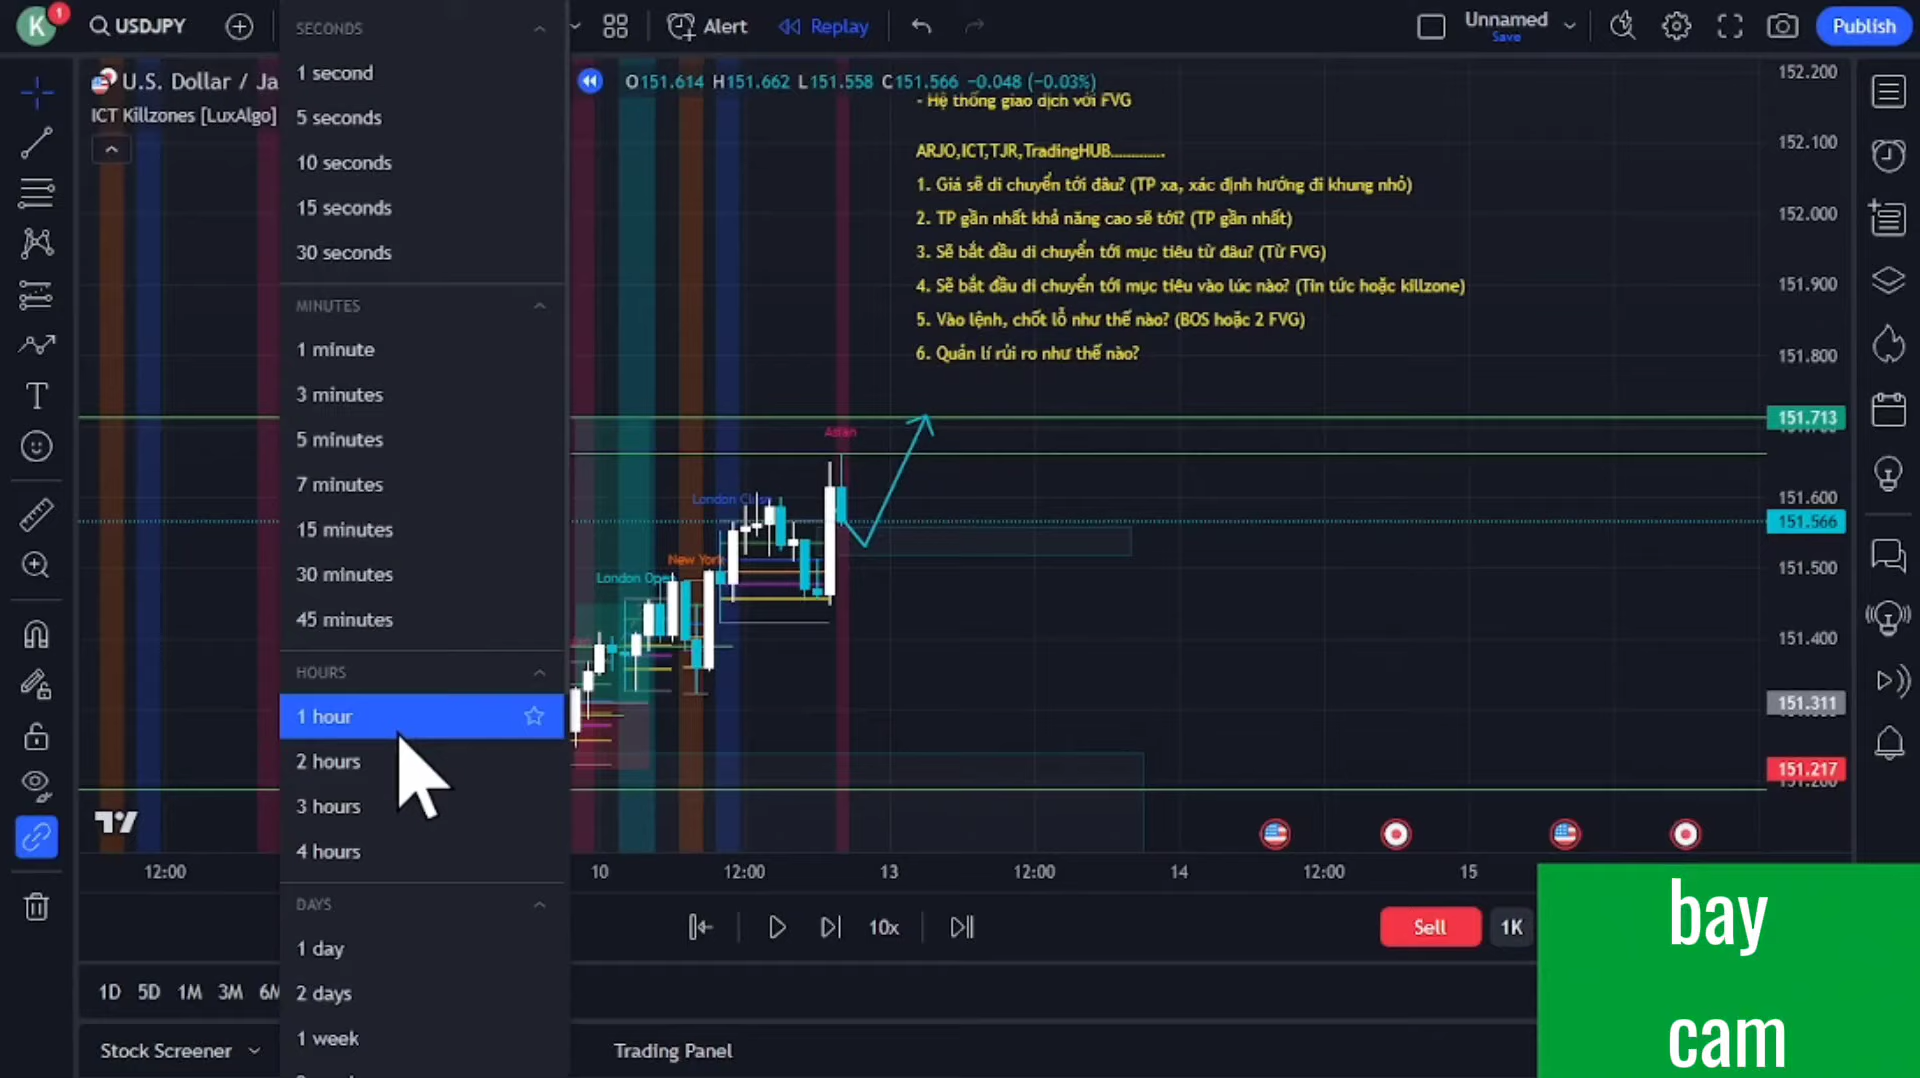 K
1
USDJPY
SECONDS
Alert
Replay
Unnamed
Save
Publish
U.S. Dollar / Ja
1 second
O151.614 H151.662 L151.558 C151.566 −0.048 (−0.03%)
- Hệ thống giao dịch với FVG
ICT Killzones [LuxAlgo]
5 seconds
10 seconds
15 seconds
30 seconds
ARJO,ICT,TJR,TradingHUB..............
1. Giá sẽ di chuyển tới đâu? (TP xa, xác định hướng đi khung nhỏ)
2. TP gần nhất khả năng cao sẽ tới? (TP gần nhất)
3. Sẽ bắt đầu di chuyển tới mục tiêu từ đâu? (Từ FVG)
4. Sẽ bắt đầu di chuyển tới mục tiêu vào lúc nào? (Tin tức hoặc killzone)
5. Vào lệnh, chốt lỗ như thế nào? (BOS hoặc 2 FVG)
6. Quản lí rủi ro như thế nào?
MINUTES
1 minute
3 minutes
5 minutes
7 minutes
15 minutes
30 minutes
45 minutes
HOURS
1 hour
2 hours
3 hours
4 hours
DAYS
1 day
2 days
1 week
Asian
London Close
New York
London Open
152.200
152.100
152.000
151.900
151.800
151.713
151.600
151.566
151.500
151.400
151.311
151.217
12:00
10
12:00
13
12:00
14
12:00
15
10x
Sell
1K
1D 5D 1M 3M 6M
Stock Screener
Trading Panel
bay
cam